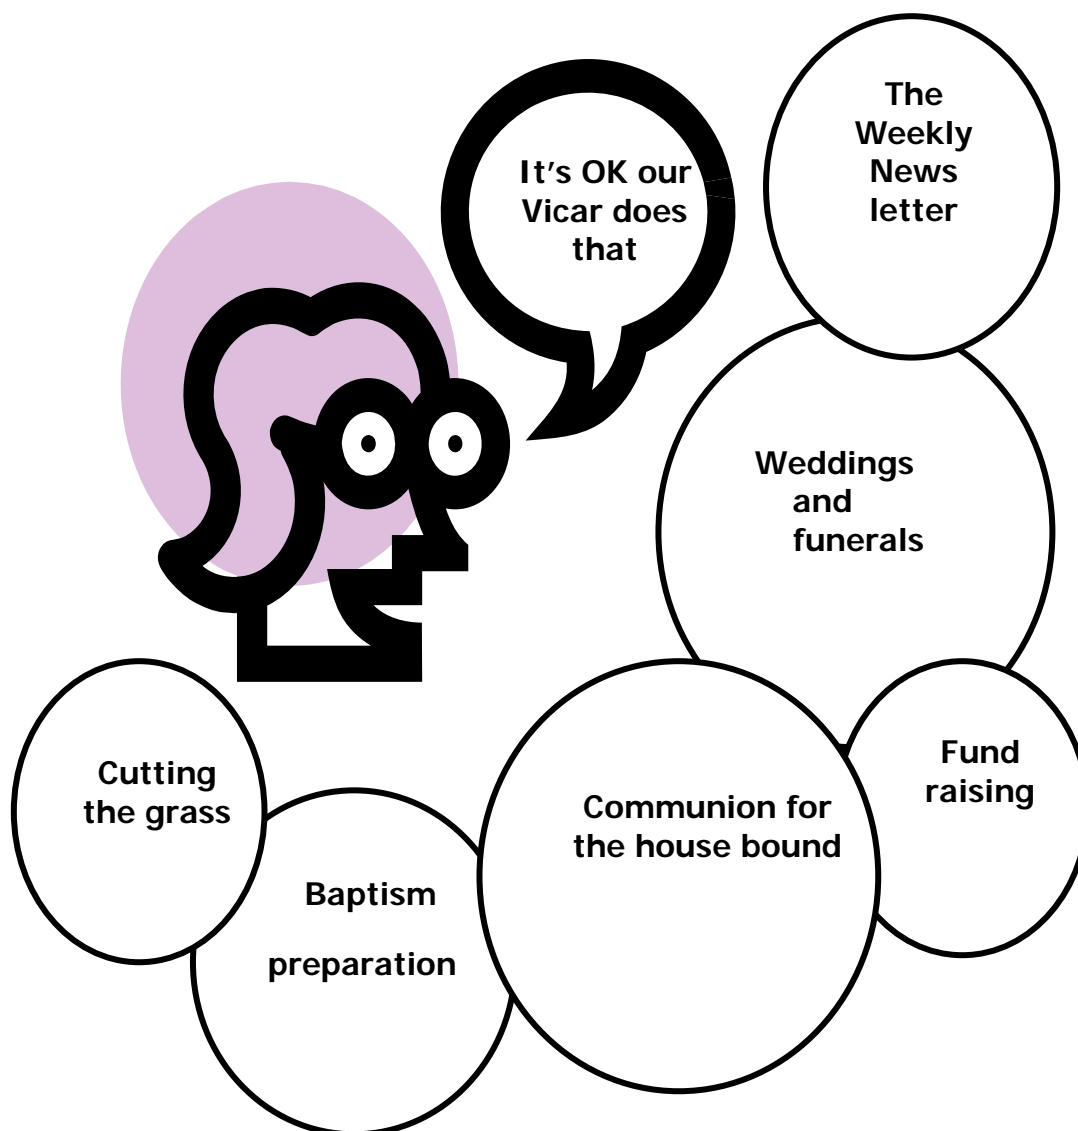 It's OK our
Vicar does
that
The
Weekly
News
letter
Weddings
and
funerals
Fund
raising
Communion for
the house bound
Cutting
the grass
Baptism
preparation